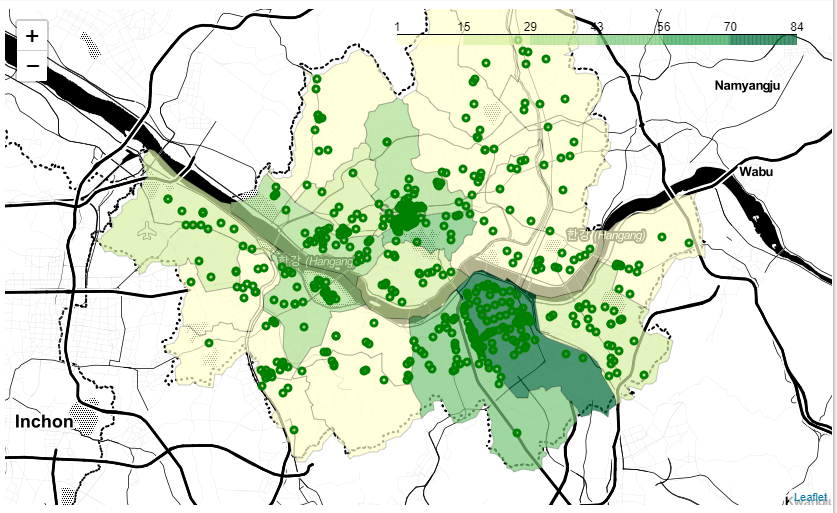 +
1 15 29 43 56 70 84
−
Namyangju
Wabu
한강 (Hangang)
한강 (Hangang)
Inchon
Leaflet